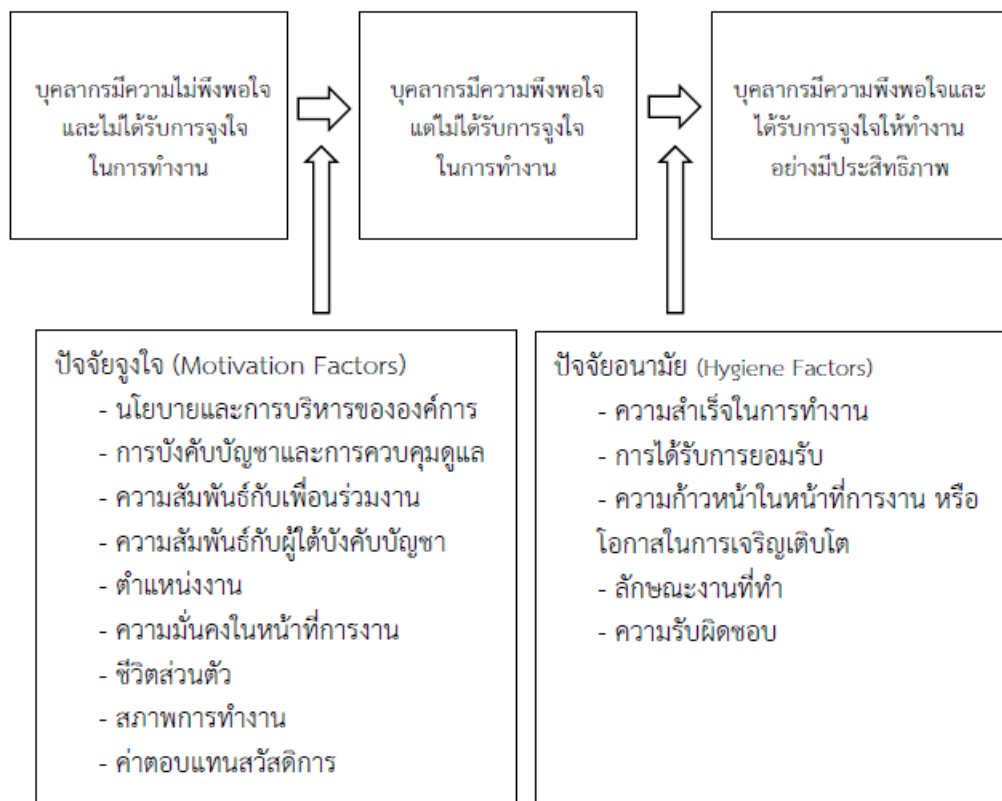 บุคลากรมีความไม่พึงพอใจ
และไม่ได้รับการจูงใจ
ในการทำงาน
บุคลากรมีความพึงพอใจ
แต่ไม่ได้รับการจูงใจ
ในการทำงาน
บุคลากรมีความพึงพอใจและ
ได้รับการจูงใจให้ทำงาน
อย่างมีประสิทธิภาพ
ปัจจัยจูงใจ (Motivation Factors)
- นโยบายและการบริหารขององค์การ
- การบังคับบัญชาและการควบคุมดูแล
- ความสัมพันธ์กับเพื่อนร่วมงาน
- ความสัมพันธ์กับผู้ใต้บังคับบัญชา
- ตำแหน่งงาน
- ความมั่นคงในหน้าที่การงาน
- ชีวิตส่วนตัว
- สภาพการทำงาน
- ค่าตอบแทนสวัสดิการ
ปัจจัยอนามัย (Hygiene Factors)
- ความสำเร็จในการทำงาน
- การได้รับการยอมรับ
- ความก้าวหน้าในหน้าที่การงาน หรือ
โอกาสในการเจริญเติบโต
- ลักษณะงานที่ทำ
- ความรับผิดชอบ